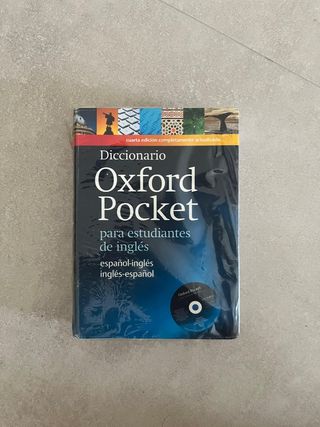 cuarta edición completamente actualizada
Diccionario
Oxford
Pocket
para estudiantes
de inglés
español-inglés
inglés-español